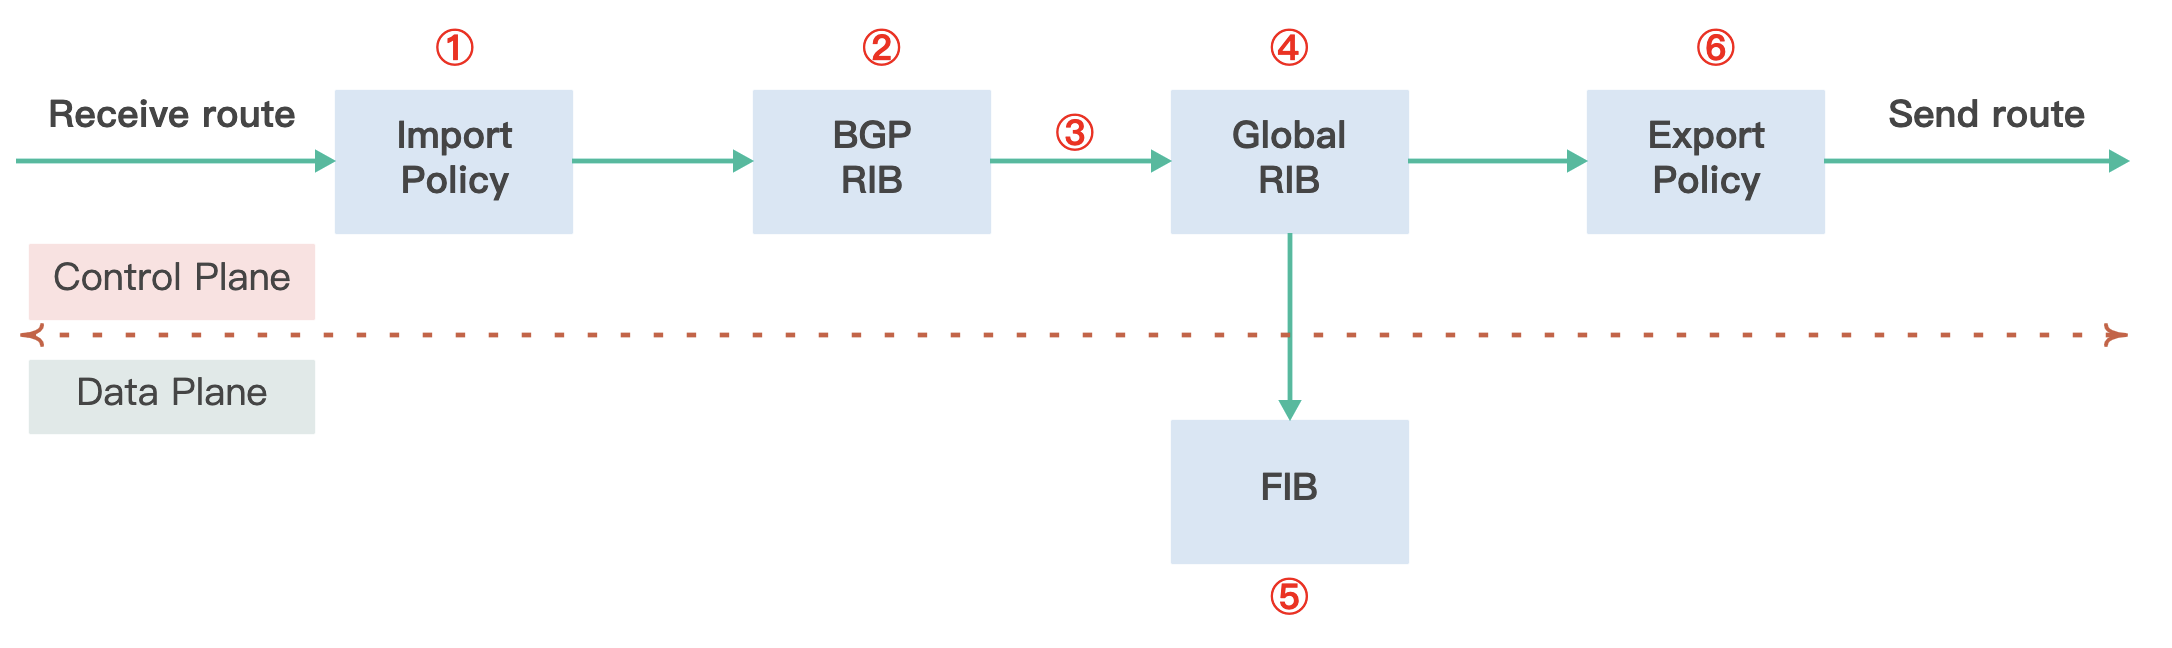 ①
②
③
④
⑥
Receive route
Import
Policy
BGP
RIB
Global
RIB
Export
Policy
Send route
Control Plane
Data Plane
FIB
⑤